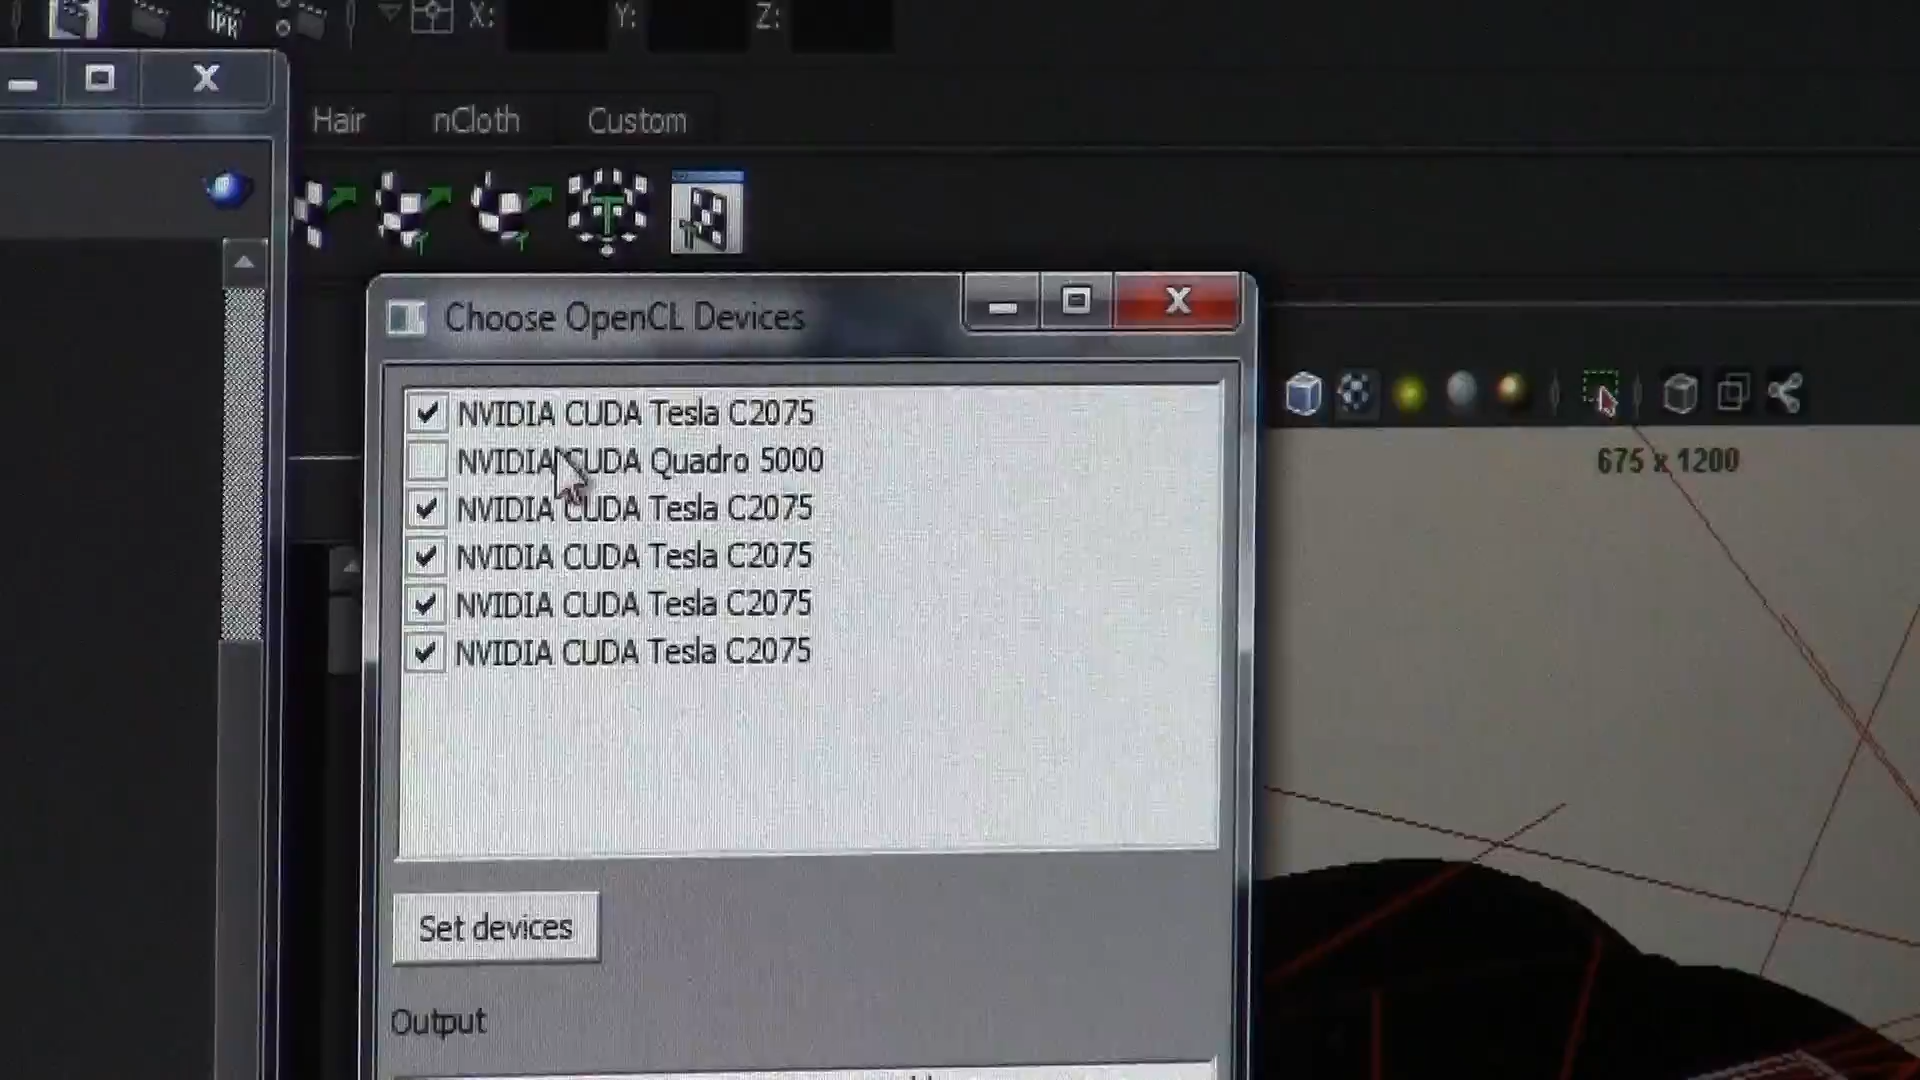 IPR
X:
Y:
Z:
Hair
nCloth
Custom
Choose OpenCL Devices
NVIDIA CUDA Tesla C2075
NVIDIA CUDA Quadro 5000
NVIDIA CUDA Tesla C2075
NVIDIA CUDA Tesla C2075
NVIDIA CUDA Tesla C2075
NVIDIA CUDA Tesla C2075
675 x 1200
Set devices
Output